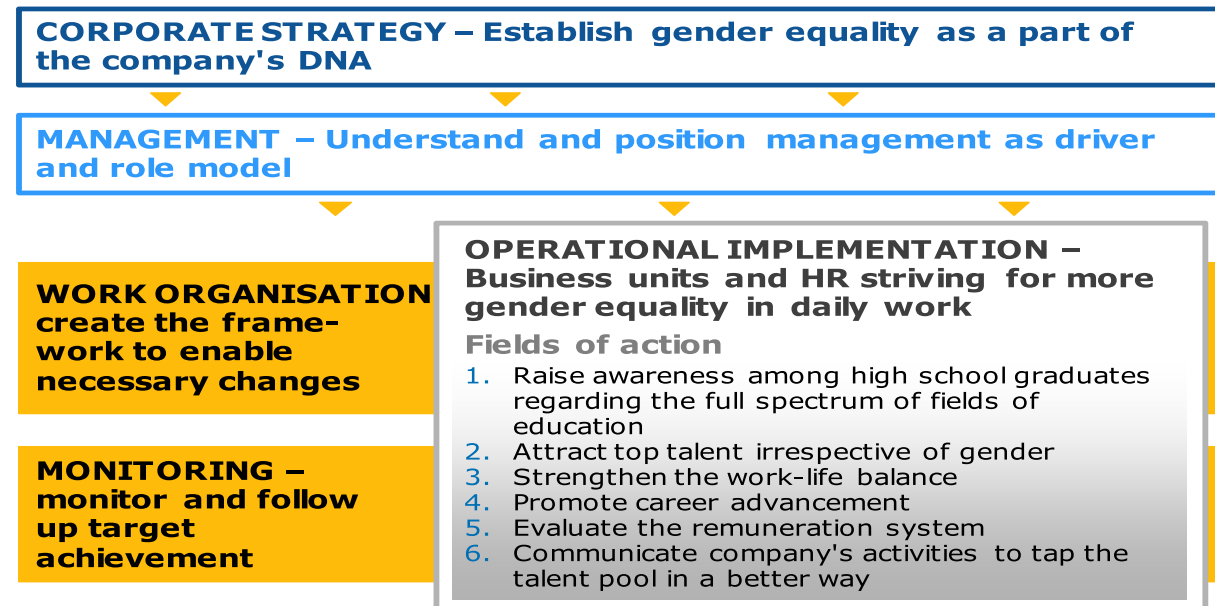 CORPORATE STRATEGY – Establish gender equality as a part of
the company's DNA
MANAGEMENT – Understand and position management as driver
and role model
WORK ORGANISATION
create the frame-
work to enable
necessary changes
MONITORING –
monitor and follow
up target
achievement
OPERATIONAL IMPLEMENTATION –
Business units and HR striving for more
gender equality in daily work
Fields of action
1. Raise awareness among high school graduates
regarding the full spectrum of fields of
education
2. Attract top talent irrespective of gender
3. Strengthen the work-life balance
4. Promote career advancement
5. Evaluate the remuneration system
6. Communicate company's activities to tap the
talent pool in a better way